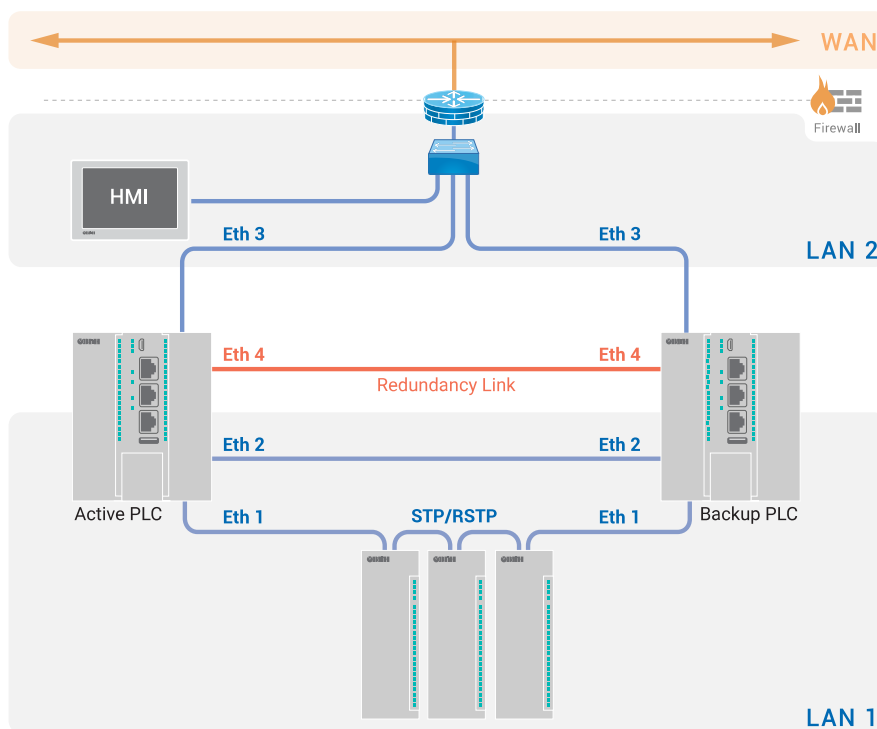 WAN
Firewall
HMI
Eth 3 Eth 3
LAN 2
Eth 4 Eth 4
Redundancy Link
Eth 2 Eth 2
Active PLC Backup PLC
Eth 1 STP/RSTP Eth 1
LAN 1